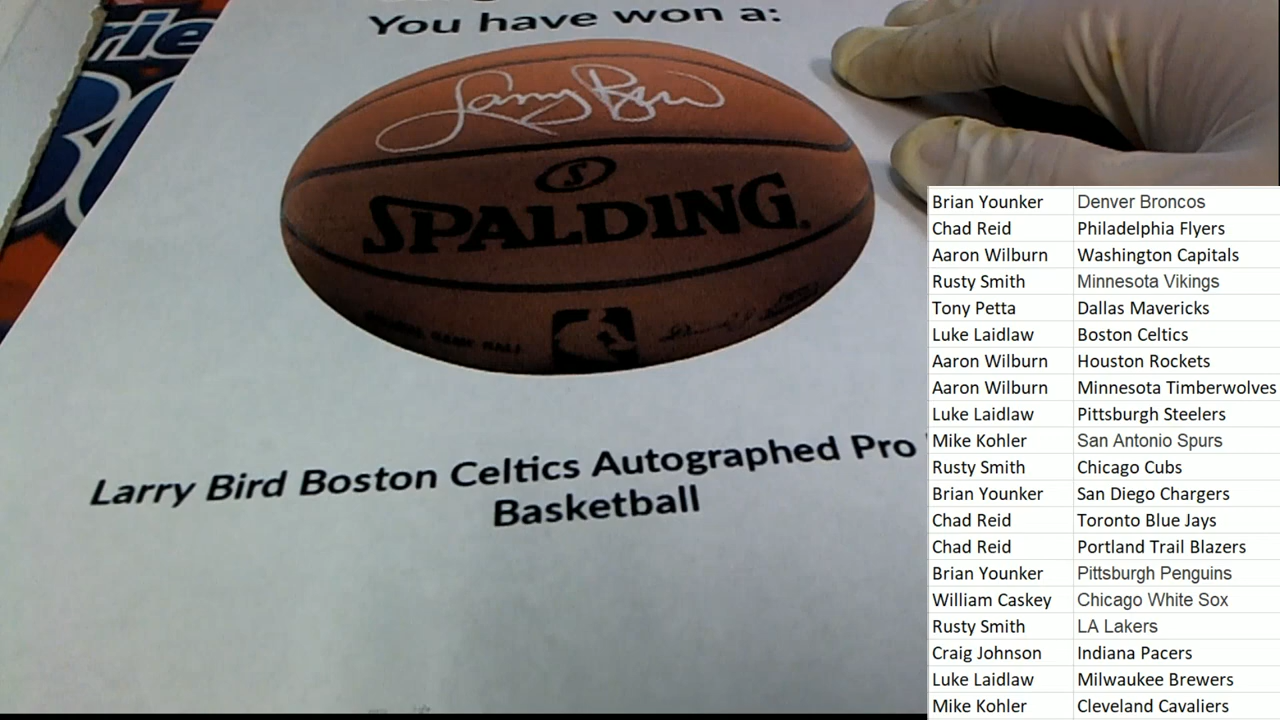 rie
You have won a:
Larry Bird
S
SPALDING.
Larry Bird Boston Celtics Autographed Pro
Basketball
Brian Younker Denver Broncos
Chad Reid Philadelphia Flyers
Aaron Wilburn Washington Capitals
Rusty Smith Minnesota Vikings
Tony Petta Dallas Mavericks
Luke Laidlaw Boston Celtics
Aaron Wilburn Houston Rockets
Aaron Wilburn Minnesota Timberwolves
Luke Laidlaw Pittsburgh Steelers
Mike Kohler San Antonio Spurs
Rusty Smith Chicago Cubs
Brian Younker San Diego Chargers
Chad Reid Toronto Blue Jays
Chad Reid Portland Trail Blazers
Brian Younker Pittsburgh Penguins
William Caskey Chicago White Sox
Rusty Smith LA Lakers
Craig Johnson Indiana Pacers
Luke Laidlaw Milwaukee Brewers
Mike Kohler Cleveland Cavaliers